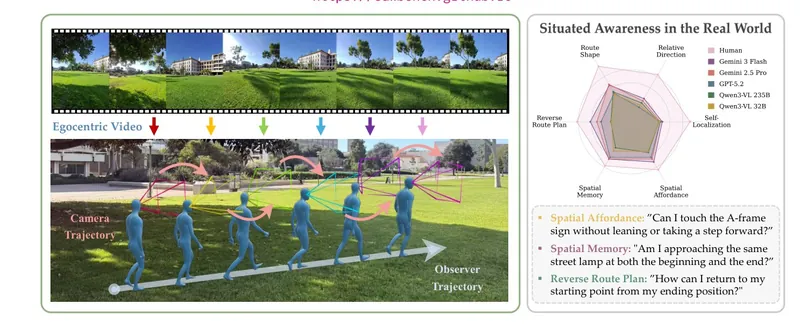 Egocentric Video
Camera
Trajectory
Observer
Trajectory
Situated Awareness in the Real World
Route
Shape
Relative
Direction
Human
Gemini 3 Flash
Gemini 2.5 Pro
GPT-5.2
Qwen3-VL 235B
Qwen3-VL 32B
Reverse
Route Plan
Self-
Localization
Spatial
Memory
Spatial
Affordance
▪ Spatial Affordance: “Can I touch the A-frame
sign without leaning or taking a step forward?”
▪ Spatial Memory: "Am I approaching the same
street lamp at both the beginning and the end?”
▪ Reverse Route Plan: “How can I return to my
starting point from my ending position?"